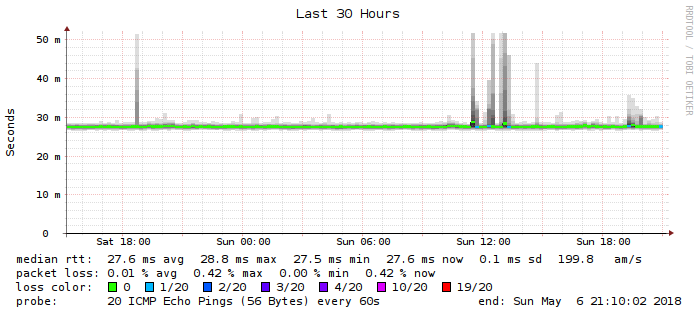 Last 30 Hours
RRDTOOL / TOBI OETIKER
Seconds
50 m
40 m
30 m
20 m
10 m
0
Sat 18:00 Sun 00:00 Sun 06:00 Sun 12:00 Sun 18:00
median rtt: 27.6 ms avg 28.8 ms max 27.5 ms min 27.6 ms now 0.1 ms sd 199.8 am/s
packet loss: 0.01 % avg 0.42 % max 0.00 % min 0.42 % now
loss color: 0 1/20 2/20 3/20 4/20 10/20 19/20
probe: 20 ICMP Echo Pings (56 Bytes) every 60s end: Sun May 6 21:10:02 2018